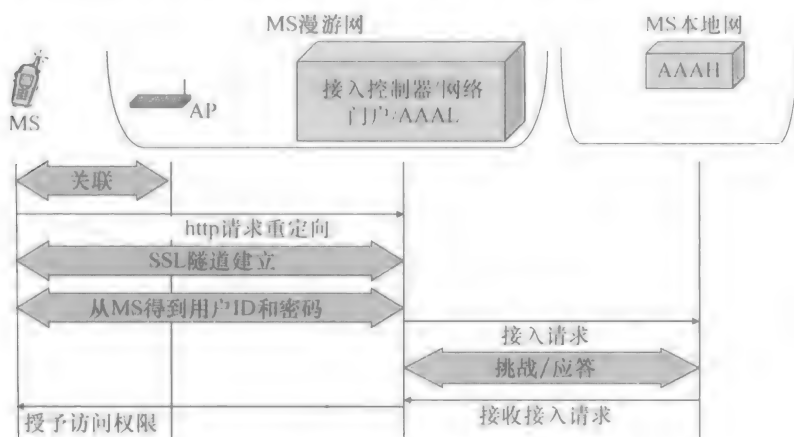 MS漫游网
MS本地网
MS
AP
接入控制器/网络
门户/AAAL
AAAH
关联
http请求重定向
SSL隧道建立
从MS得到用户ID和密码
接入请求
挑战/应答
接收接入请求
授予访问权限